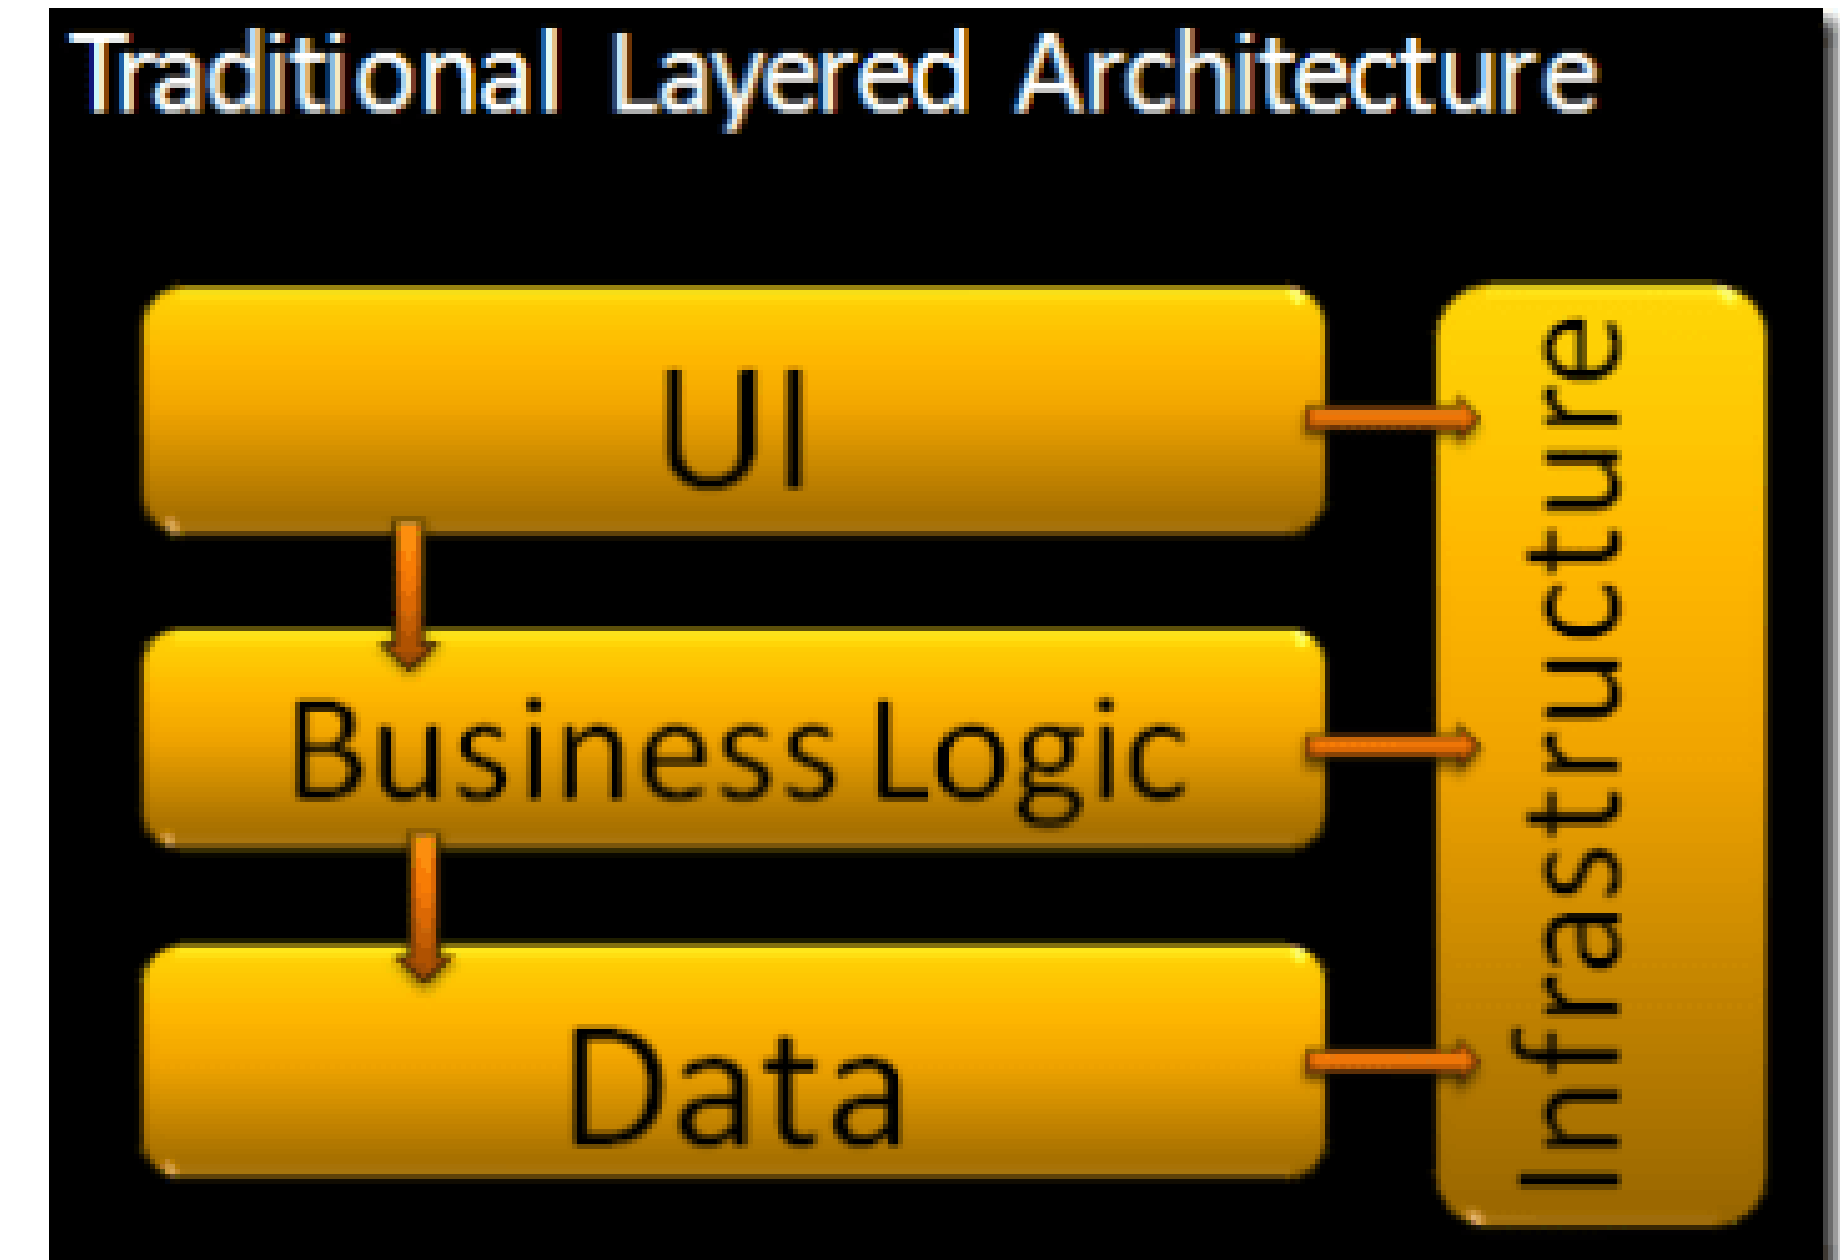 Traditional Layered Architecture
UI
Business Logic
Data
Infrastructure